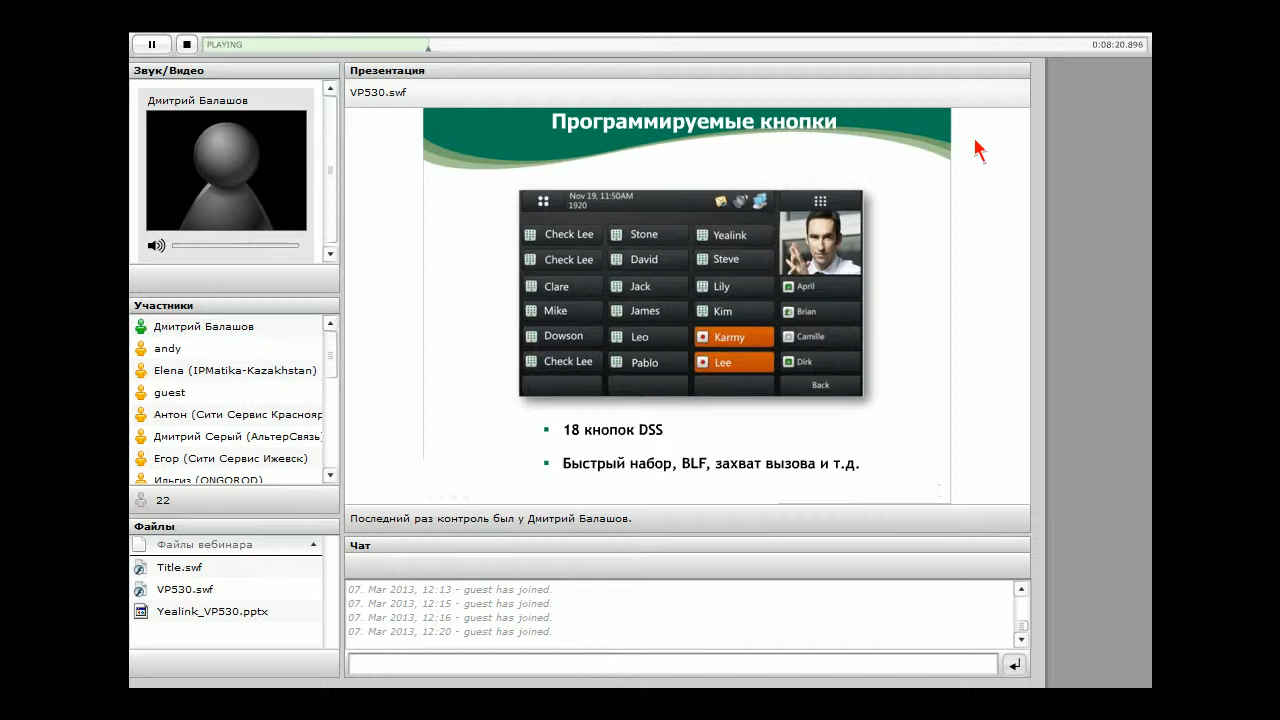 PLAYING
0:08:20.896
Звук/Видео
Дмитрий Балашов
Участники
Дмитрий Балашов
andy
Elena (IPMatika-Kazakhstan)
guest
Антон (Сити Сервис Краснояр
Дмитрий Серый (АльтерСвязь)
Егор (Сити Сервис Ижевск)
Ильгиз (ONGOROD)
22
Файлы
Файлы вебинара
Title.swf
VP530.swf
Yealink_VP530.pptx
Презентация
VP530.swf
Программируемые кнопки
Nov 19, 11:50AM
1920
Check Lee Stone Yealink
Check Lee David Steve
Clare Jack Lily April
Mike James Kim Brian
Dowson Leo Karmy Camille
Check Lee Pablo Lee Dirk
Back
18 кнопок DSS
Быстрый набор, BLF, захват вызова и т.д.
Последний раз контроль был у Дмитрий Балашов.
Чат
07. Mar 2013, 12:13 - guest has joined.
07. Mar 2013, 12:15 - guest has joined.
07. Mar 2013, 12:16 - guest has joined.
07. Mar 2013, 12:20 - guest has joined.